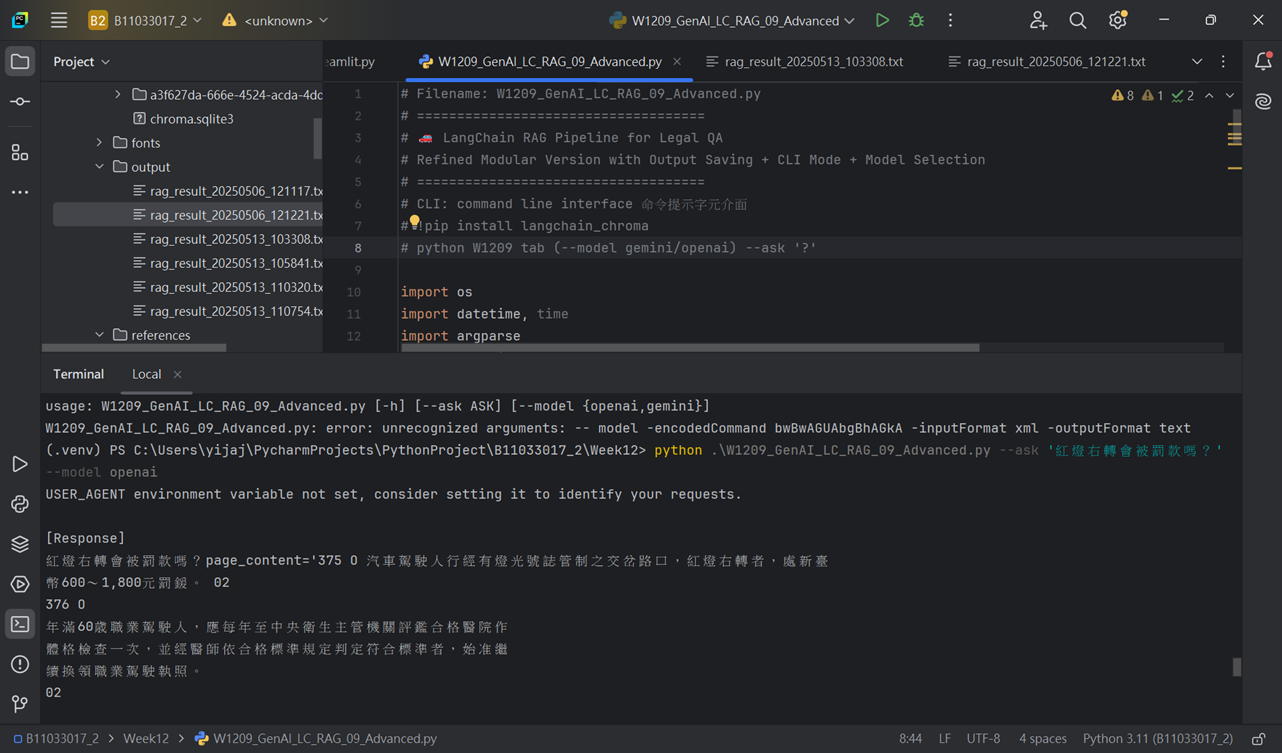 PC
B2 B11033017_2
<unknown>
W1209_GenAI_LC_RAG_09_Advanced
Project
eamlit.py
W1209_GenAI_LC_RAG_09_Advanced.py
rag_result_20250513_103308.txt
rag_result_20250506_121221.txt
a3f627da-666e-4524-acda-4dc
chroma.sqlite3
fonts
output
rag_result_20250506_121117.tx
rag_result_20250506_121221.tx
rag_result_20250513_103308.tx
rag_result_20250513_105841.tx
rag_result_20250513_110320.tx
rag_result_20250513_110754.tx
references
8 1 2
1 # Filename: W1209_GenAI_LC_RAG_09_Advanced.py
2 # ====================================
3 # 🚗 LangChain RAG Pipeline for Legal QA
4 # Refined Modular Version with Output Saving + CLI Mode + Model Selection
5 # ====================================
6 # CLI: command line interface 命令提示字元介面
7 # !pip install langchain_chroma
8 # python W1209 tab (--model gemini/openai) --ask '?'
9
10 import os
11 import datetime, time
12 import argparse
Terminal Local
usage: W1209_GenAI_LC_RAG_09_Advanced.py [-h] [--ask ASK] [--model {openai,gemini}]
W1209_GenAI_LC_RAG_09_Advanced.py: error: unrecognized arguments: -- model -encodedCommand bwBwAGUAbgBhAGkA -inputFormat xml -outputFormat text
(.venv) PS C:\Users\yijaj\PycharmProjects\PythonProject\B11033017_2\Week12> python .\W1209_GenAI_LC_RAG_09_Advanced.py --ask '紅燈右轉會被罰款嗎？'
--model openai
USER_AGENT environment variable not set, consider setting it to identify your requests.
[Response]
紅燈右轉會被罰款嗎？page_content='375 O 汽車駕駛人行經有燈光號誌管制之交岔路口，紅燈右轉者，處新臺
幣600～1,800元罰鍰。 02
376 O
年滿60歲職業駕駛人，應每年至中央衛生主管機關評鑑合格醫院作
體格檢查一次，並經醫師依合格標準規定判定符合標準者，始准繼
續換領職業駕駛執照。
02
B11033017_2 > Week12 > W1209_GenAI_LC_RAG_09_Advanced.py
8:44 LF UTF-8 4 spaces Python 3.11 (B11033017_2)